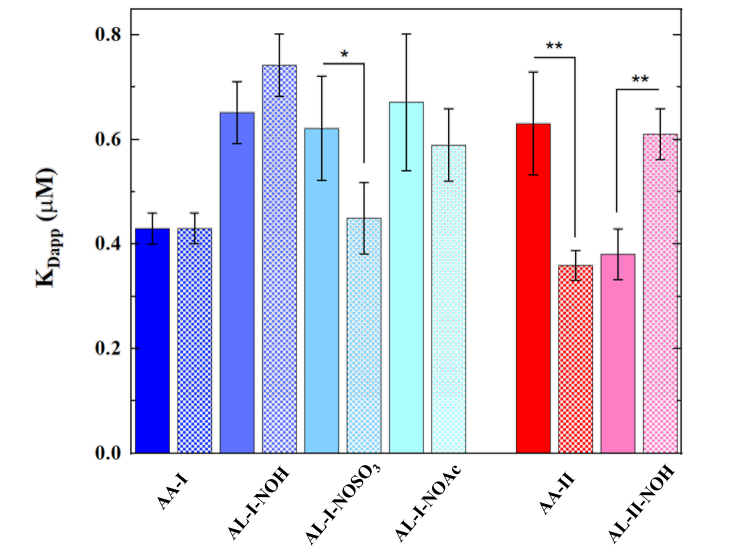 K_Dapp (µM)
0.8
0.6
0.4
0.2
0.0
*
**
**
AA-I
AL-I-NOH
AL-I-NOSO₃
AL-I-NOAc
AA-II
AL-II-NOH